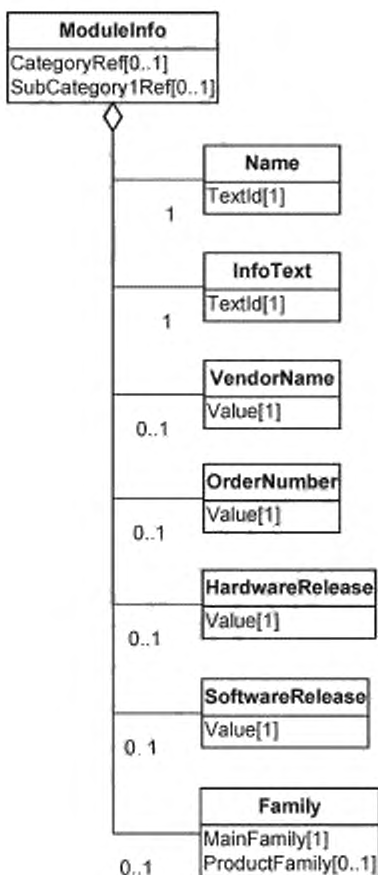 ModuleInfo
CategoryRef[0..1]
SubCategory1Ref[0..1]
Name
TextId[1]
1
InfoText
TextId[1]
1
VendorName
Value[1]
0..1
OrderNumber
Value[1]
0..1
HardwareRelease
Value[1]
0..1
SoftwareRelease
Value[1]
0.1
Family
MainFamily[1]
ProductFamily[0..1]
0..1